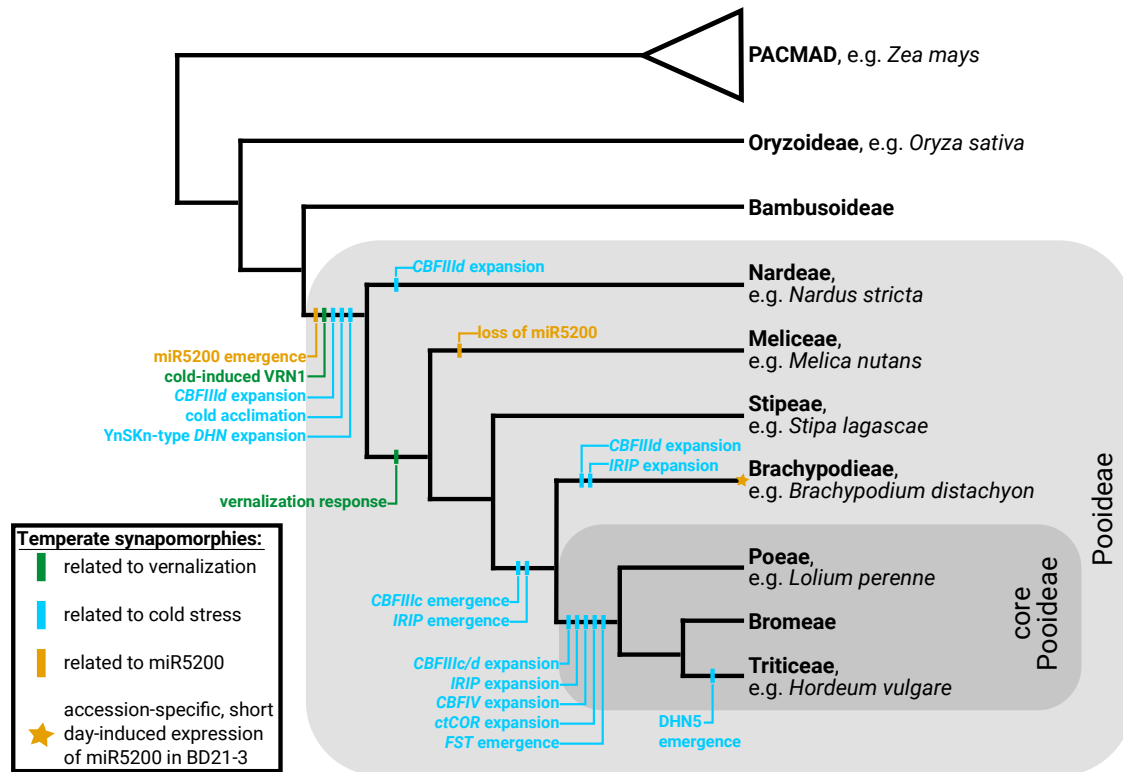 PACMAD, e.g. Zea mays
Oryzoideae, e.g. Oryza sativa
Bambusoideae
CBFIIId expansion
Nardeae,
e.g. Nardus stricta
loss of miR5200
Meliceae,
e.g. Melica nutans
miR5200 emergence
cold-induced VRN1
CBFIIId expansion
cold acclimation
YnSKn-type DHN expansion
Stipeae,
e.g. Stipa lagascae
CBFIIId expansion
IRIP expansion
Brachypodieae,
e.g. Brachypodium distachyon
vernalization response
Pooideae
core
Pooideae
Poeae,
e.g. Lolium perenne
CBFIIIc emergence
IRIP emergence
Bromeae
Triticeae,
e.g. Hordeum vulgare
CBFIIIc/d expansion
IRIP expansion
CBFIV expansion
ctCOR expansion
FST emergence
DHN5
emergence
Temperate synapomorphies:
related to vernalization
related to cold stress
related to miR5200
accession-specific, short
day-induced expression
of miR5200 in BD21-3